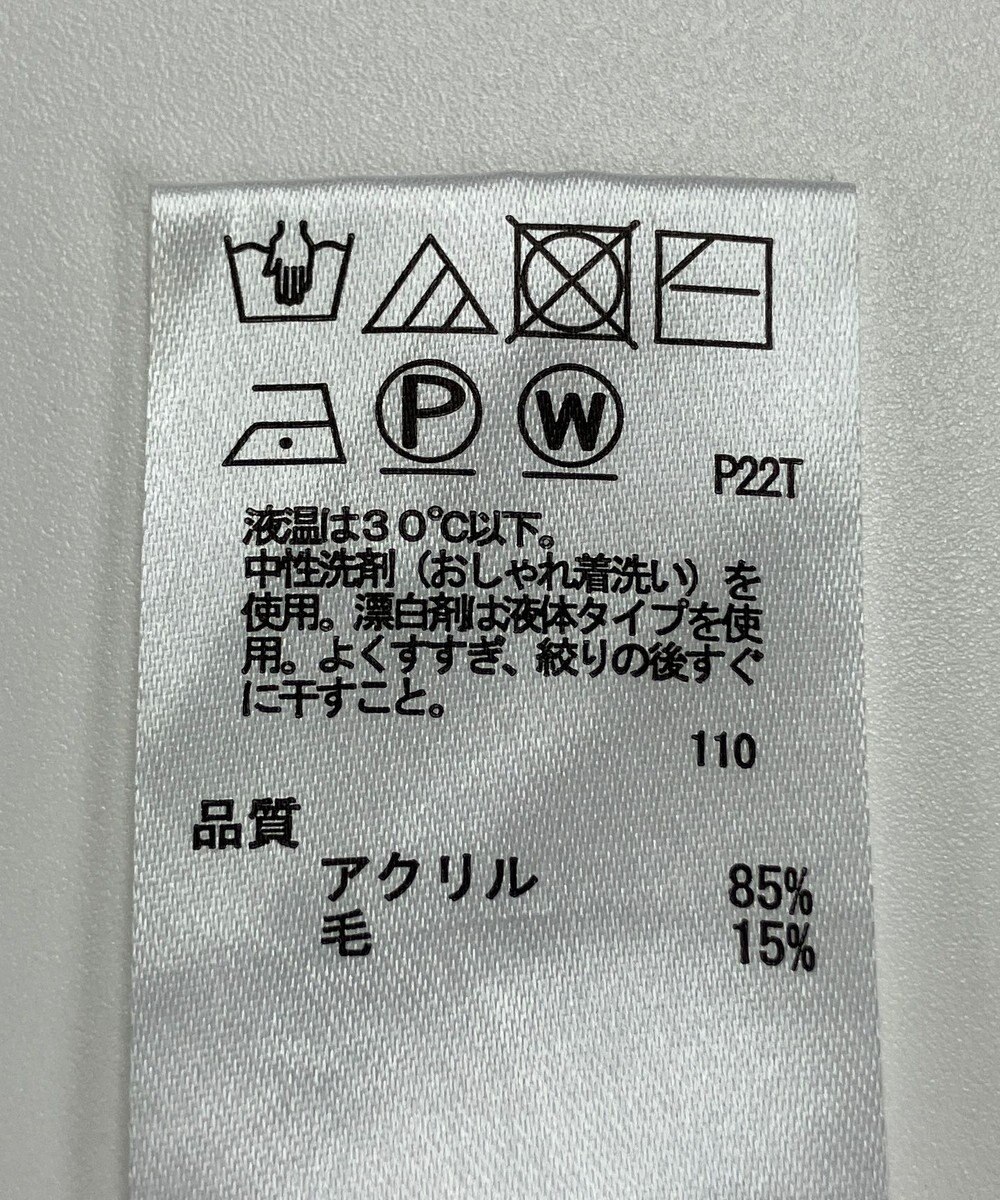 P W
P22T
液温は30℃以下。
中性洗剤（おしゃれ着洗い）を
使用。漂白剤は液体タイプを使
用。よくすすぎ、絞りの後すぐ
に干すこと。
110
品質
アクリル 85%
毛 15%